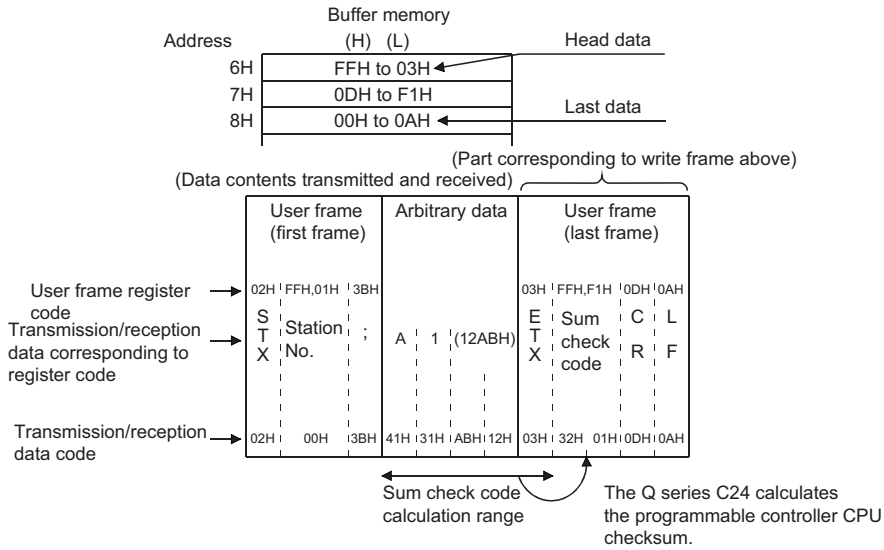 Buffer memory
Address (H) (L)
6H FFH to 03H Head data
7H 0DH to F1H
8H 00H to 0AH Last data
(Part corresponding to write frame above)
(Data contents transmitted and received)
User frame (first frame)
Arbitrary data
User frame (last frame)
User frame register code
02H FFH,01H 3BH 03H FFH,F1H 0DH 0AH
Transmission/reception data corresponding to register code
STX Station No. ; A 1 (12ABH) ETX Sum check code CR LF
Transmission/reception data code
02H 00H 3BH 41H 31H ABH 12H 03H 32H 01H 0DH 0AH
Sum check code calculation range
The Q series C24 calculates
the programmable controller CPU
checksum.